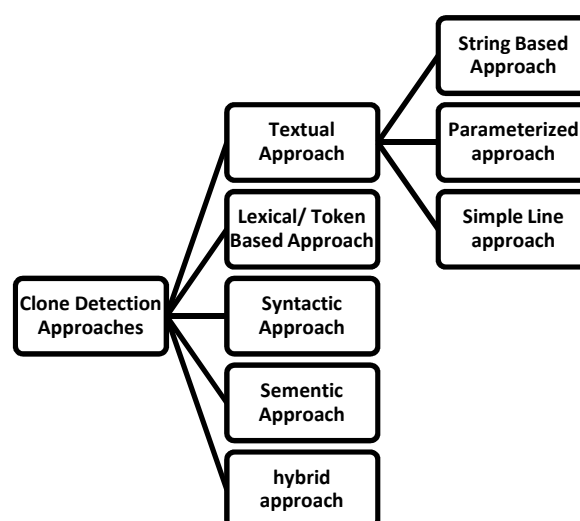 Clone Detection
Approaches
Textual
Approach
Lexical/ Token
Based Approach
Syntactic
Approach
Sementic
Approach
hybrid
approach
String Based
Approach
Parameterized
approach
Simple Line
approach